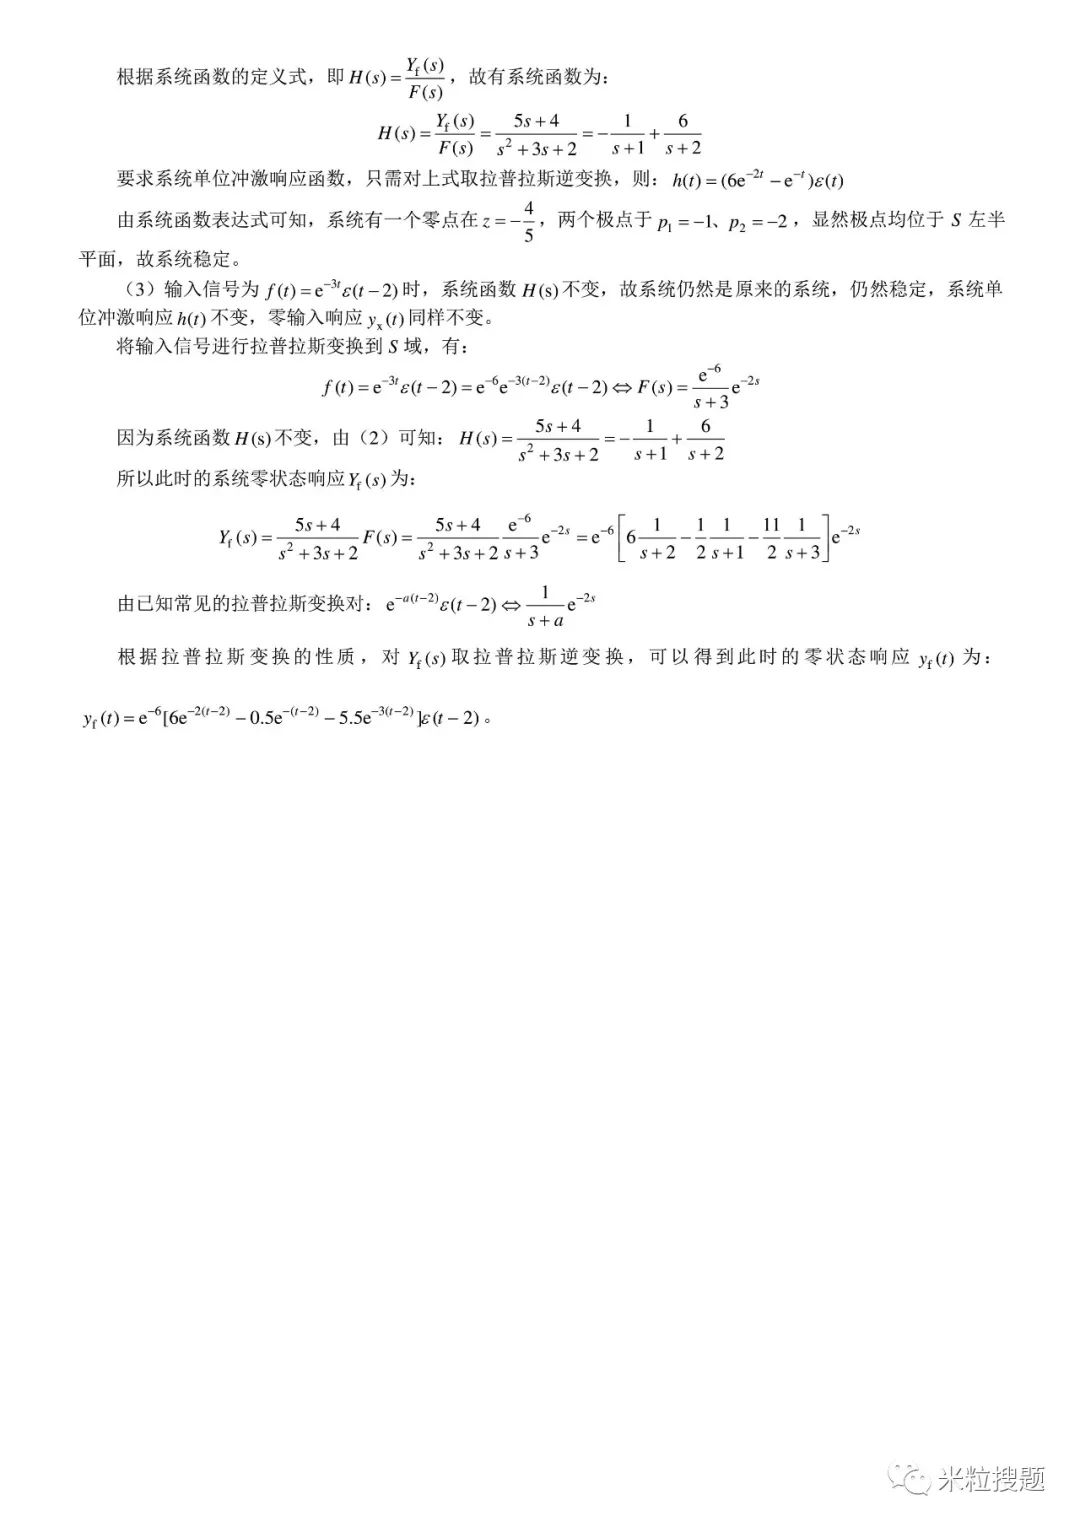 根据系统函数的定义式，即 H(s) = Y_f(s)/F(s)，故有系统函数为：
H(s) = Y_f(s)/F(s) = (5s+4)/(s²+3s+2) = −1/(s+1) + 6/(s+2)
要求系统单位冲激响应函数，只需对上式取拉普拉斯逆变换，则：h(t) = (6e^{−2t} − e^{−t})ε(t)
由系统函数表达式可知，系统有一个零点在 z = −4/5，两个极点于 p₁ = −1、p₂ = −2，显然极点均位于 S 左半
平面，故系统稳定。
（3）输入信号为 f(t) = e^{−3t}ε(t−2) 时，系统函数 H(s) 不变，故系统仍然是原来的系统，仍然稳定，系统单
位冲激响应 h(t) 不变，零输入响应 y_x(t) 同样不变。
将输入信号进行拉普拉斯变换到 S 域，有：
f(t) = e^{−3t}ε(t−2) = e^{−6}e^{−3(t−2)}ε(t−2) ⇔ F(s) = e^{−6}/(s+3) e^{−2s}
因为系统函数 H(s) 不变，由（2）可知：H(s) = (5s+4)/(s²+3s+2) = −1/(s+1) + 6/(s+2)
所以此时的系统零状态响应 Y_f(s) 为：
Y_f(s) = (5s+4)/(s²+3s+2) F(s) = (5s+4)/(s²+3s+2) e^{−6}/(s+3) e^{−2s} = e^{−6}[6 1/(s+2) − 1/2 1/(s+1) − 11/2 1/(s+3)]e^{−2s}
由已知常见的拉普拉斯变换对：e^{−a(t−2)}ε(t−2) ⇔ 1/(s+a) e^{−2s}
根据拉普拉斯变换的性质，对 Y_f(s) 取拉普拉斯逆变换，可以得到此时的零状态响应 y_f(t) 为：
y_f(t) = e^{−6}[6e^{−2(t−2)} − 0.5e^{−(t−2)} − 5.5e^{−3(t−2)}]ε(t−2)。
米粒搜题